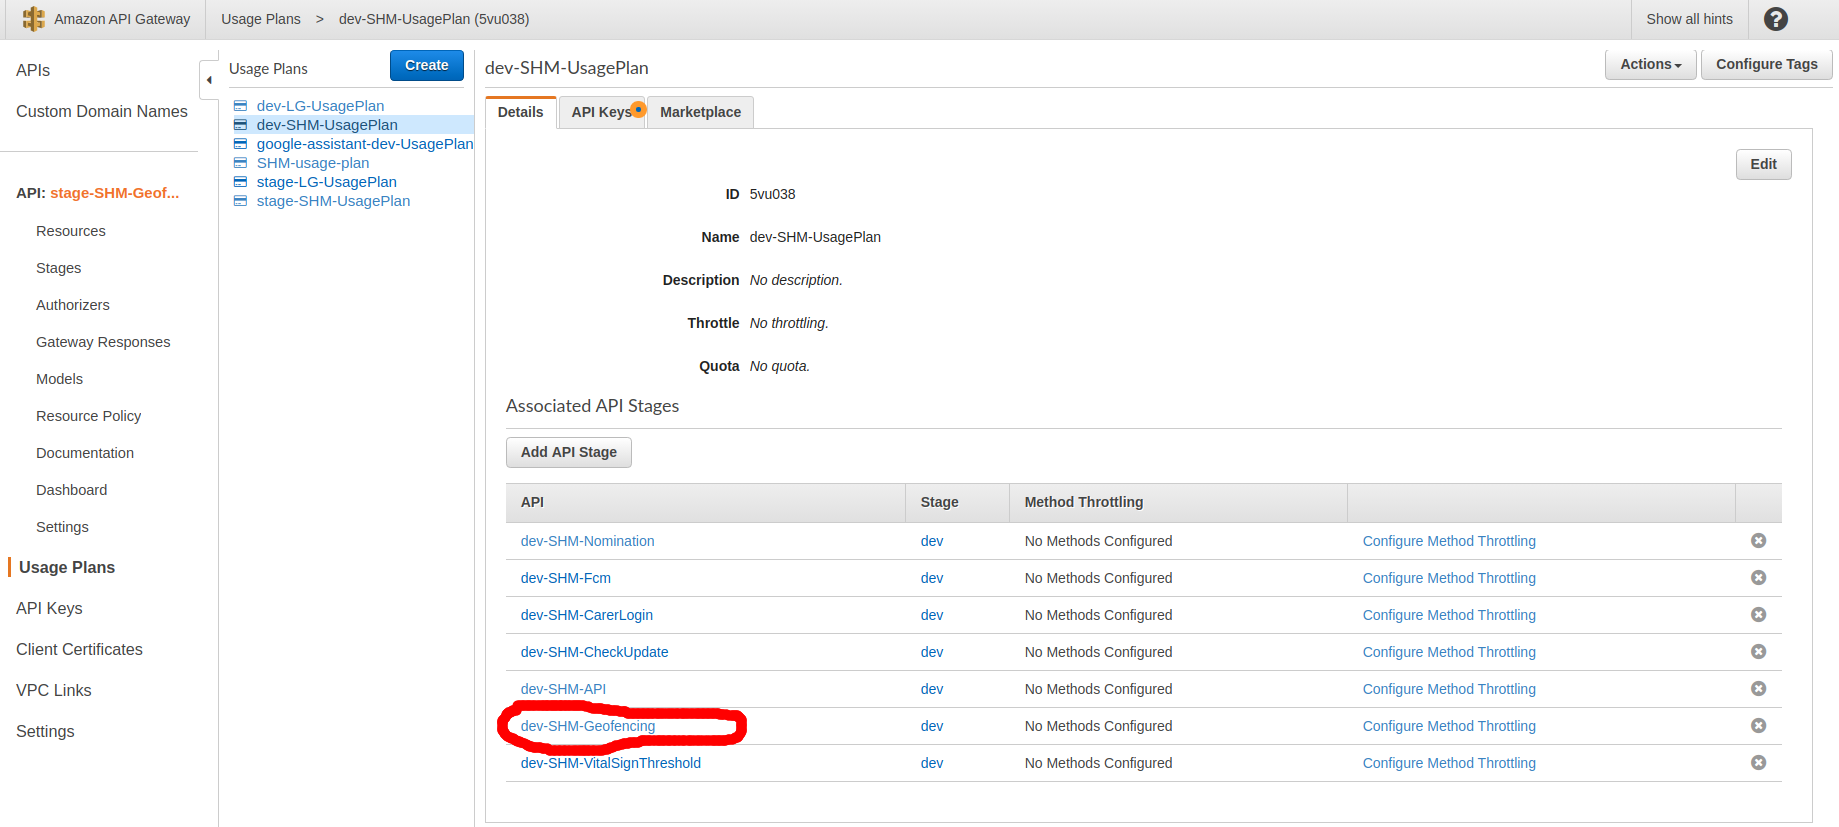 Amazon API Gateway
Usage Plans > dev-SHM-UsagePlan (5vu038)
Show all hints
?
APIs
Custom Domain Names
API: stage-SHM-Geof...
Resources
Stages
Authorizers
Gateway Responses
Models
Resource Policy
Documentation
Dashboard
Settings
Usage Plans
API Keys
Client Certificates
VPC Links
Settings
Usage Plans
Create
dev-LG-UsagePlan
dev-SHM-UsagePlan
google-assistant-dev-UsagePlan
SHM-usage-plan
stage-LG-UsagePlan
stage-SHM-UsagePlan
dev-SHM-UsagePlan
Actions
Configure Tags
Details API Keys Marketplace
Edit
ID 5vu038
Name dev-SHM-UsagePlan
Description No description.
Throttle No throttling.
Quota No quota.
Associated API Stages
Add API Stage
API Stage Method Throttling
dev-SHM-Nomination dev No Methods Configured Configure Method Throttling
dev-SHM-Fcm dev No Methods Configured Configure Method Throttling
dev-SHM-CarerLogin dev No Methods Configured Configure Method Throttling
dev-SHM-CheckUpdate dev No Methods Configured Configure Method Throttling
dev-SHM-API dev No Methods Configured Configure Method Throttling
dev-SHM-Geofencing dev No Methods Configured Configure Method Throttling
dev-SHM-VitalSignThreshold dev No Methods Configured Configure Method Throttling